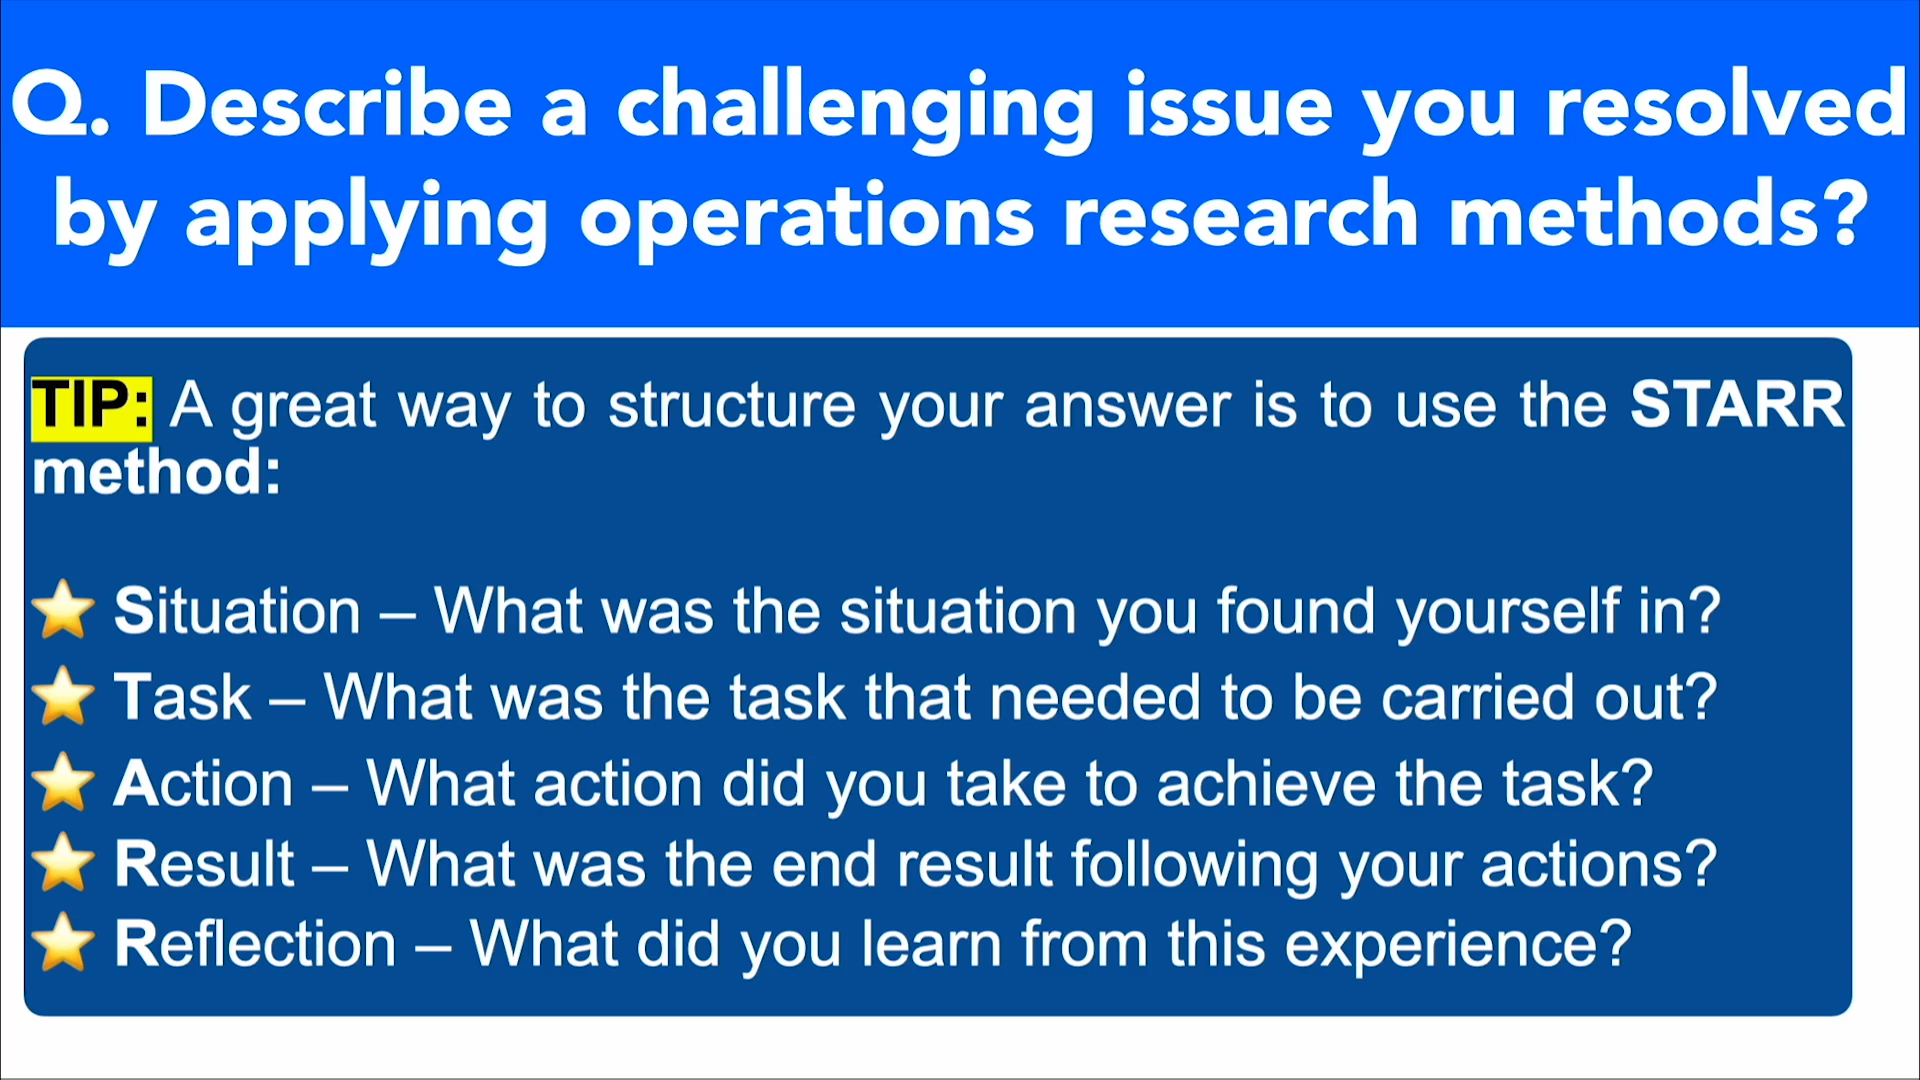 Q. Describe a challenging issue you resolved
by applying operations research methods?
TIP: A great way to structure your answer is to use the STARR
method:
Situation – What was the situation you found yourself in?
Task – What was the task that needed to be carried out?
Action – What action did you take to achieve the task?
Result – What was the end result following your actions?
Reflection – What did you learn from this experience?